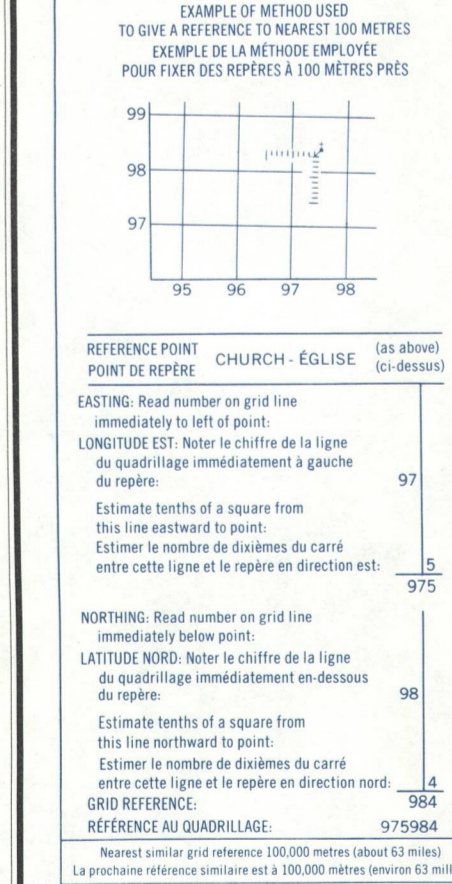 EXAMPLE OF METHOD USED
TO GIVE A REFERENCE TO NEAREST 100 METRES
EXEMPLE DE LA MÉTHODE EMPLOYÉE
POUR FIXER DES REPÈRES À 100 MÈTRES PRÈS
99
98
97
95 96 97 98
REFERENCE POINT
POINT DE REPÈRE
CHURCH - ÉGLISE
(as above)
(ci-dessus)
EASTING: Read number on grid line
immediately to left of point:
LONGITUDE EST: Noter le chiffre de la ligne
du quadrillage immédiatement à gauche
du repère: 97
Estimate tenths of a square from
this line eastward to point:
Estimer le nombre de dixièmes du carré
entre cette ligne et le repère en direction est: 5
975
NORTHING: Read number on grid line
immediately below point:
LATITUDE NORD: Noter le chiffre de la ligne
du quadrillage immédiatement en-dessous
du repère: 98
Estimate tenths of a square from
this line northward to point:
Estimer le nombre de dixièmes du carré
entre cette ligne et le repère en direction nord: 4
GRID REFERENCE: 984
RÉFÉRENCE AU QUADRILLAGE: 975984
Nearest similar grid reference 100,000 metres (about 63 miles)
La prochaine référence similaire est à 100,000 mètres (environ 63 mill